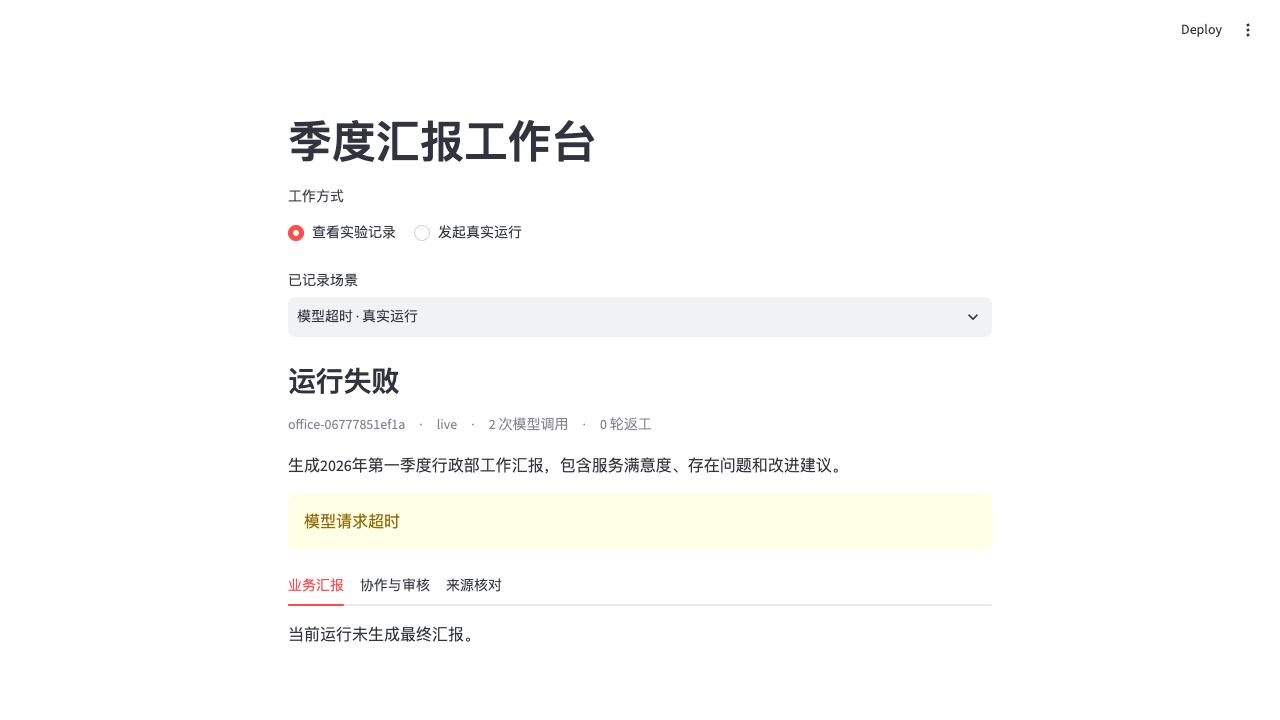 Deploy
季度汇报工作台
工作方式
查看实验记录
发起真实运行
已记录场景
模型超时 · 真实运行
运行失败
office-06777851ef1a · live · 2 次模型调用 · 0 轮返工
生成2026年第一季度行政部工作汇报，包含服务满意度、存在问题和改进建议。
模型请求超时
业务汇报 协作与审核 来源核对
当前运行未生成最终汇报。